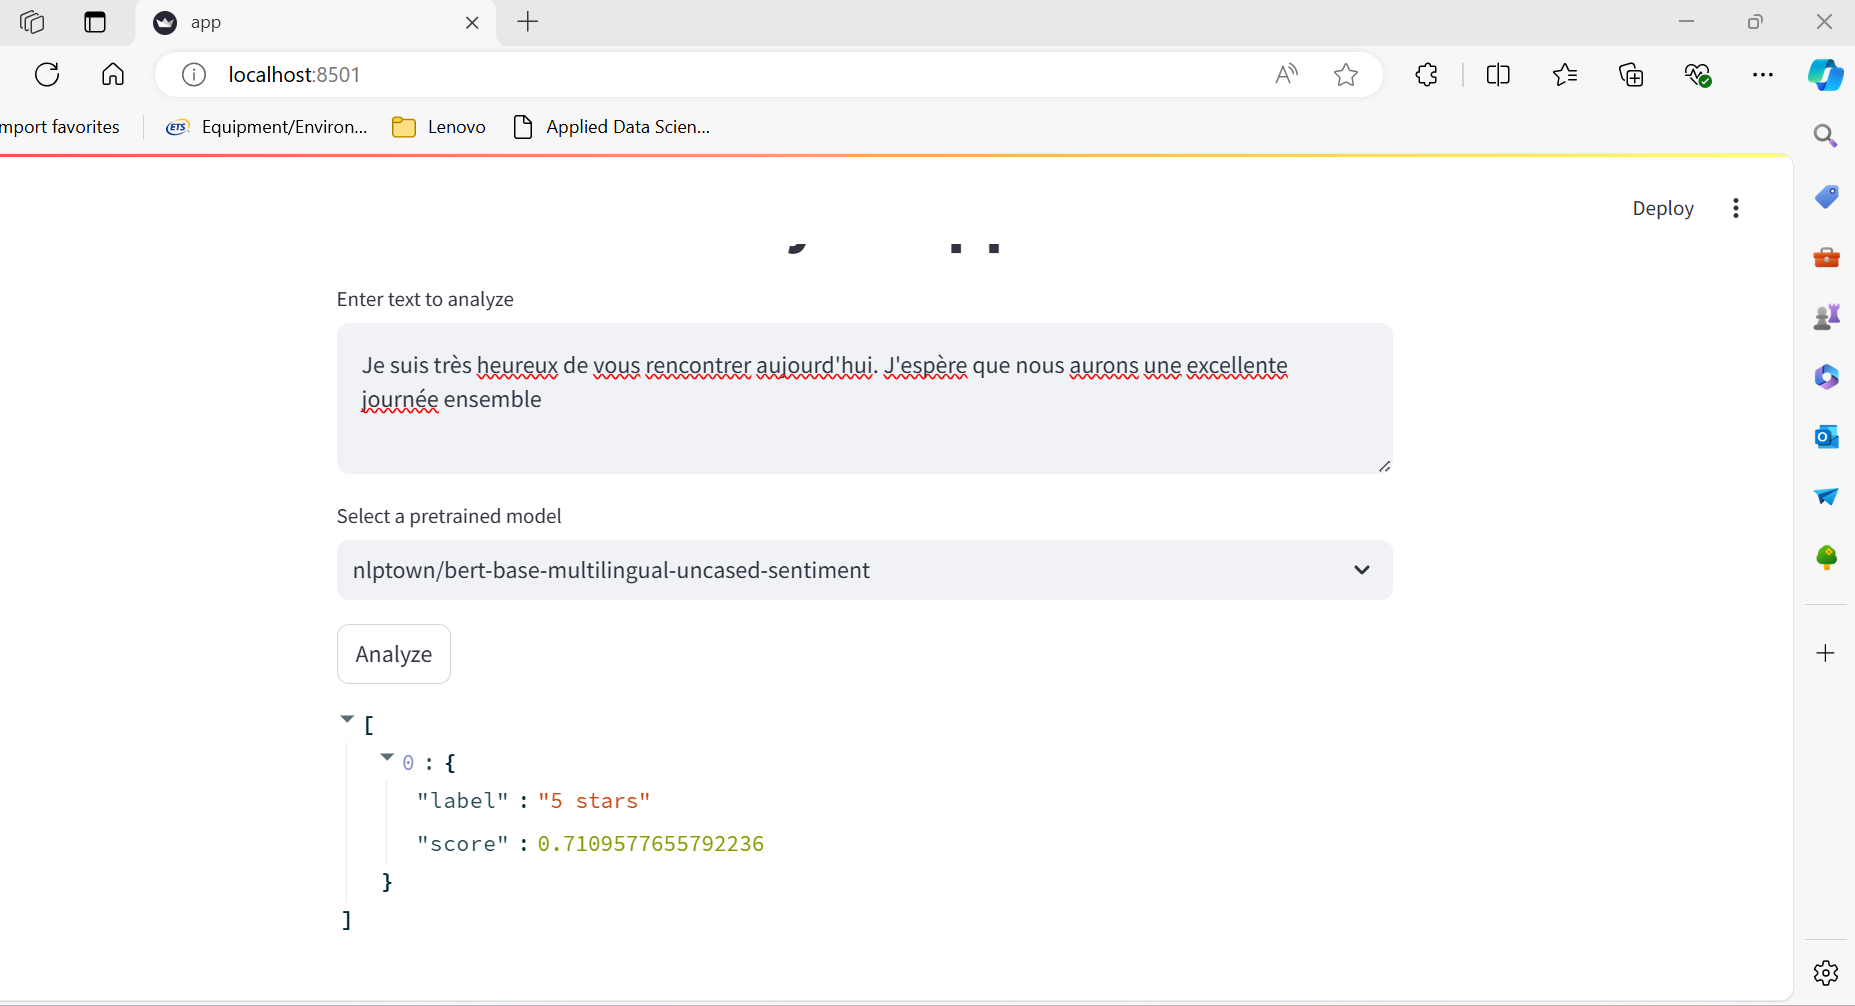 app
localhost:8501
mport favorites
ETS Equipment/Environ...
Lenovo
Applied Data Scien...
Deploy
Enter text to analyze
Je suis très heureux de vous rencontrer aujourd'hui. J'espère que nous aurons une excellente
journée ensemble
Select a pretrained model
nlptown/bert-base-multilingual-uncased-sentiment
Analyze
[
0 : {
"label" : "5 stars"
"score" : 0.7109577655792236
}
]